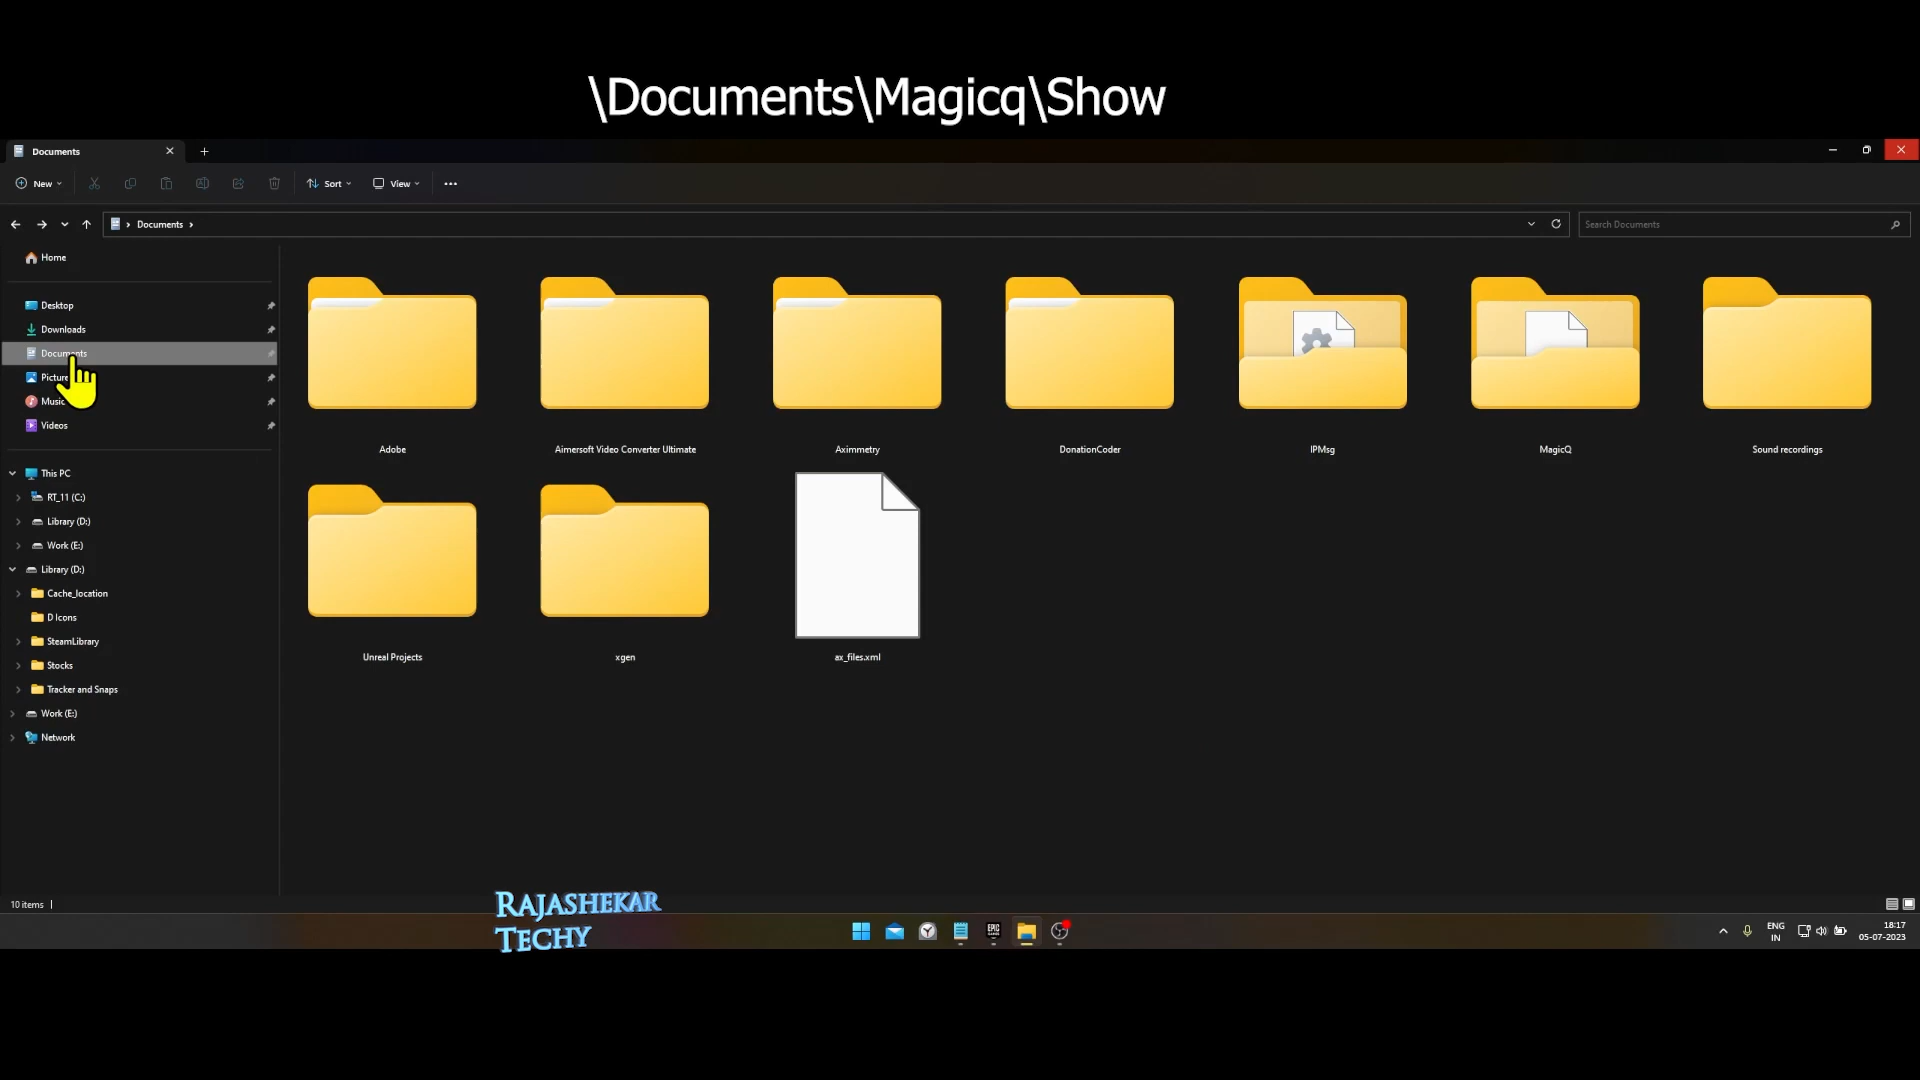 \Documents\Magicq\Show
Documents
New
Sort
View
Documents
Search Documents
Home
Desktop
Downloads
Documents
Music
Videos
This PC
RT_11 (C:)
Library (D:)
Work (E:)
Library (D:)
Cache_location
D Icons
SteamLibrary
Stocks
Tracker and Snaps
Work (E:)
Network
Adobe
Aimersoft Video Converter Ultimate
Aximmetry
DonationCoder
IPMsg
MagicQ
Sound recordings
Unreal Projects
xgen
ax_files.xml
10 items
RAJASHEKAR
TECHY
EPIC
ENG
IN
18:17
05-07-2023